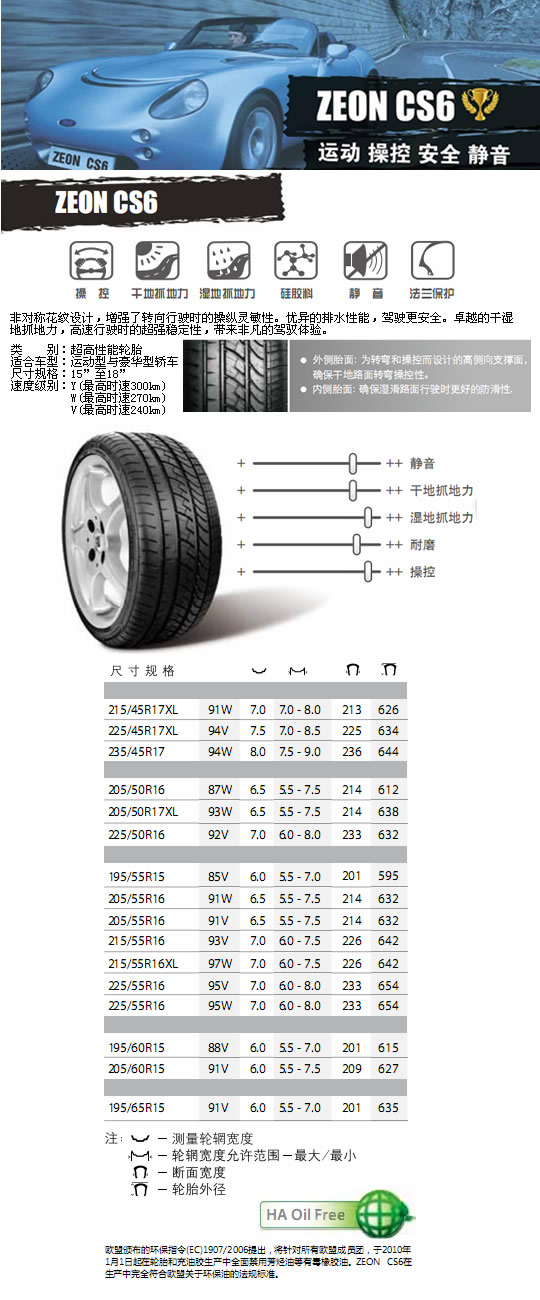 ZEON CS6
运动 操控 安全 静音
ZEON CS6
ZEON CS6
操 控 干地抓地力 湿地抓地力 硅胶料 静 音 法兰保护
非对称花纹设计，增强了转向行驶时的操纵灵敏性。优异的排水性能，驾驶更安全。卓越的干湿
地抓地力，高速行驶时的超强稳定性，带来非凡的驾驭体验。
类 别：超高性能轮胎
适合车型：运动型与豪华型轿车
尺寸规格：15”至18”
速度级别：Y(最高时速300km)
W(最高时速270km)
V(最高时速240km)
● 外侧胎面: 为转弯和操控而设计的高侧向支撑面,
确保干地路面转弯操控性。
● 内侧胎面: 确保湿滑路面行驶时更好的防滑性.
+ ++ 静音
+ ++ 干地抓地力
+ ++ 湿地抓地力
+ ++ 耐磨
+ ++ 操控
尺寸规格
215/45R17XL 91W 7.0 7.0 - 8.0 213 626
225/45R17XL 94V 7.5 7.0 - 8.5 225 634
235/45R17 94W 8.0 7.5 - 9.0 236 644
205/50R16 87W 6.5 5.5 - 7.5 214 612
205/50R17XL 93W 6.5 5.5 - 7.5 214 638
225/50R16 92V 7.0 6.0 - 8.0 233 632
195/55R15 85V 6.0 5.5 - 7.0 201 595
205/55R16 91W 6.5 5.5 - 7.5 214 632
205/55R16 91V 6.5 5.5 - 7.5 214 632
215/55R16 93V 7.0 6.0 - 7.5 226 642
215/55R16XL 97W 7.0 6.0 - 7.5 226 642
225/55R16 95V 7.0 6.0 - 8.0 233 654
225/55R16 95W 7.0 6.0 - 8.0 233 654
195/60R15 88V 6.0 5.5 - 7.0 201 615
205/60R15 91V 6.0 5.5 - 7.5 209 627
195/65R15 91V 6.0 5.5 - 7.0 201 635
注: － 测量轮辋宽度
－ 轮辋宽度允许范围－最大/最小
－ 断面宽度
－ 轮胎外径
HA Oil Free
欧盟颁布的环保指令(EC)1907/2006提出，将针对所有欧盟成员国，于2010年
1月1日起在轮胎和充油胶生产中全面禁用芳烃油等有毒橡胶油。ZEON CS6在
生产中完全符合欧盟关于环保油的法规标准。